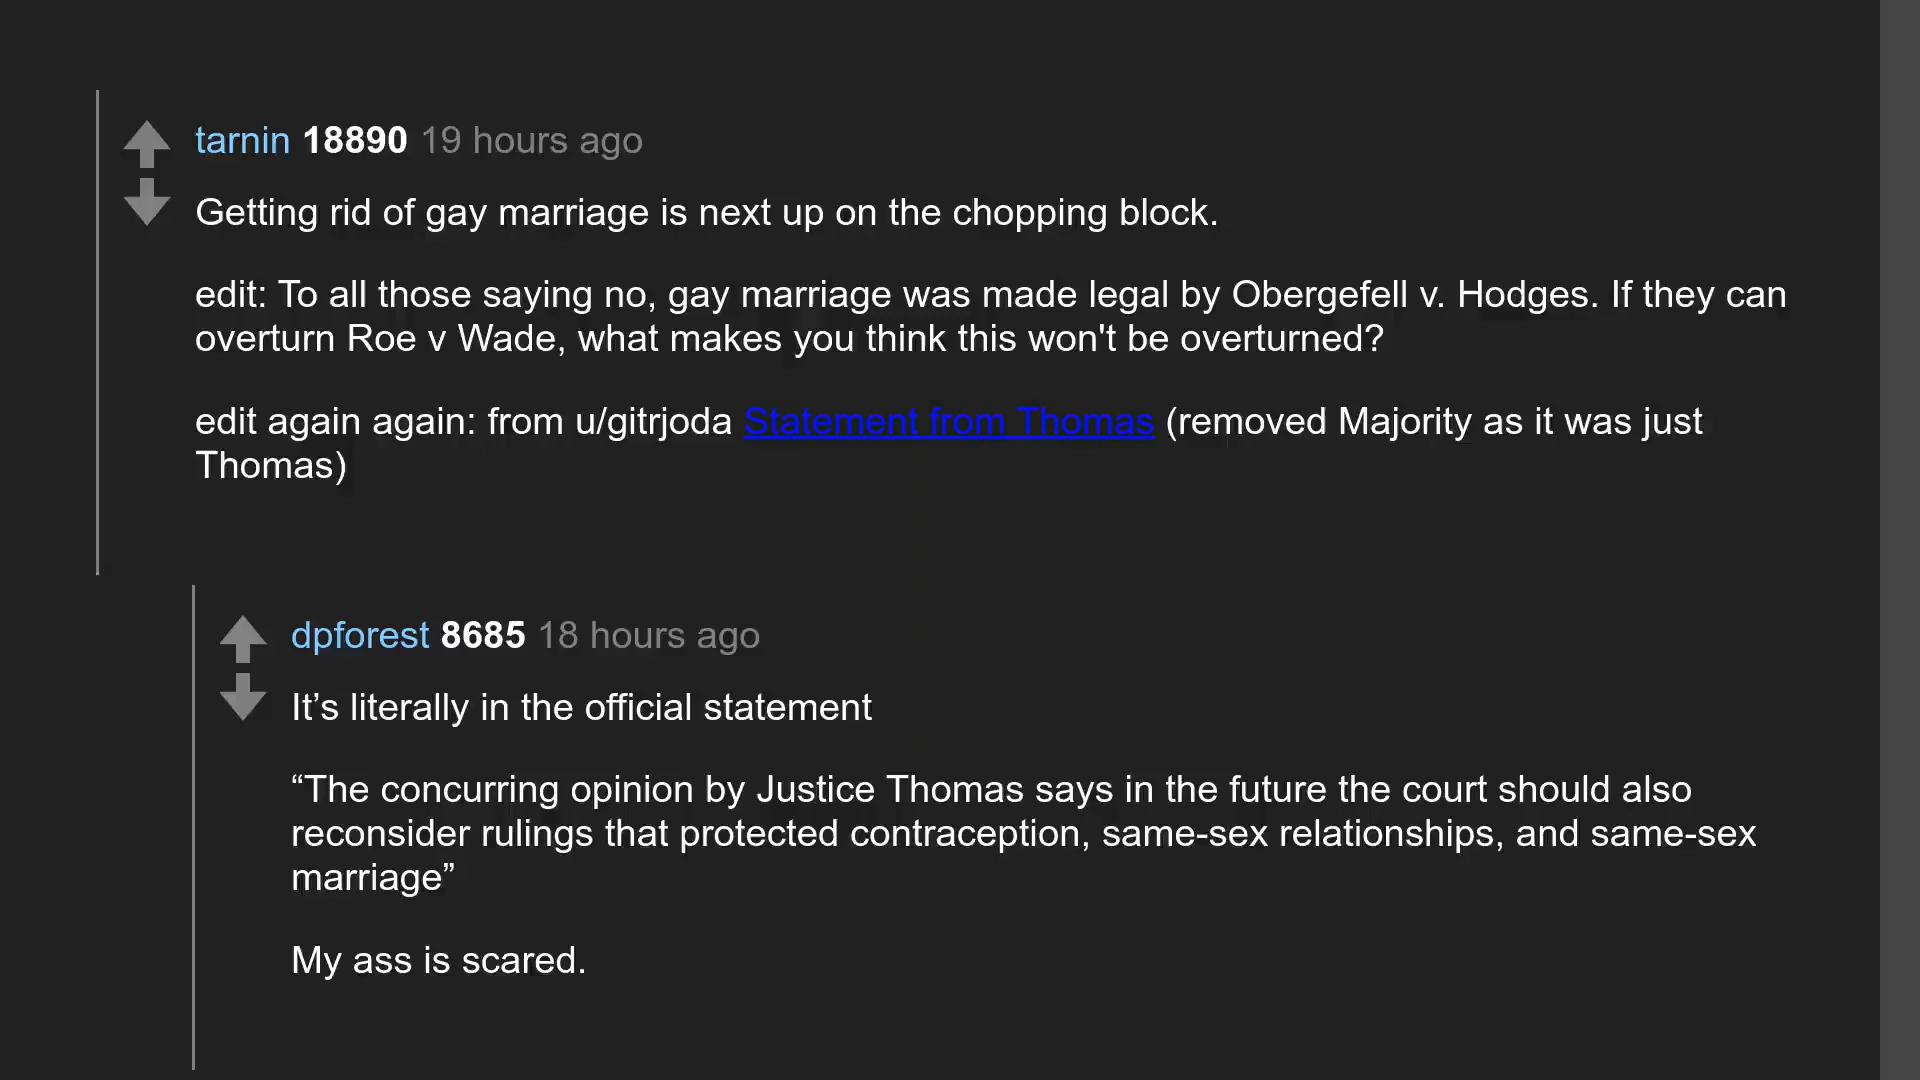 tarnin 18890 19 hours ago
Getting rid of gay marriage is next up on the chopping block.
edit: To all those saying no, gay marriage was made legal by Obergefell v. Hodges. If they can
overturn Roe v Wade, what makes you think this won't be overturned?
edit again again: from u/gitrjoda Statement from Thomas (removed Majority as it was just
Thomas)
dpforest 8685 18 hours ago
It’s literally in the official statement
“The concurring opinion by Justice Thomas says in the future the court should also
reconsider rulings that protected contraception, same-sex relationships, and same-sex
marriage”
My ass is scared.